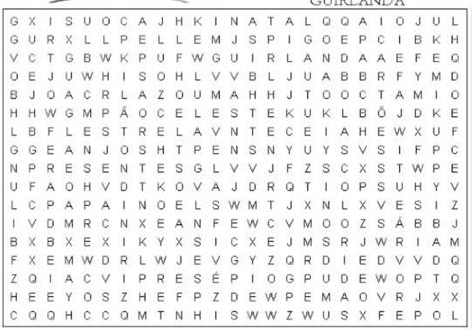 GUIRLANDA
G X I S U O C A J H K I N A T A L Q Q A I O J U L
G U R X L L P E L L E M J S P I G O E P C I B K H
V C T G B W K P U F W G U I R L A N D A A E F E Q
O E J U W H I S O H L V V B L J U A B B R F Y M D
B J O A C R L A Z O U M A H H J T O O C T A M I O
H H W G M P Á O C E L E S T E K U K L B Õ J D K E
L B F L E S T R E L A V N T E C E I A H E W X U F
G G E A N J O S H T P E N S N Y U Y S V S I F P C
N P R E S E N T E S G L V V J F Z S C X S T W P E
U F A O H V D T K O V A J D R Q T I O P S U H Y V
L C P A P A I N O E L S W M T J X N L X V E S I Z
I V D M R C N X E A N F E W C V M O O Z S Á B B J
B X B X E X I K Y X S I C X E J M S R J W R I A M
F X E M W D R L W J E V G Y Z Q R D I E D V V D Q
Z Q I A C V I P R E S É P I O G P U D E W O P T Q
H E E Y O S Z H E F P Z D E W P E M A O V R J X X
C Q Q H C C Q M T N H I S W W Z W U S X F E P O L